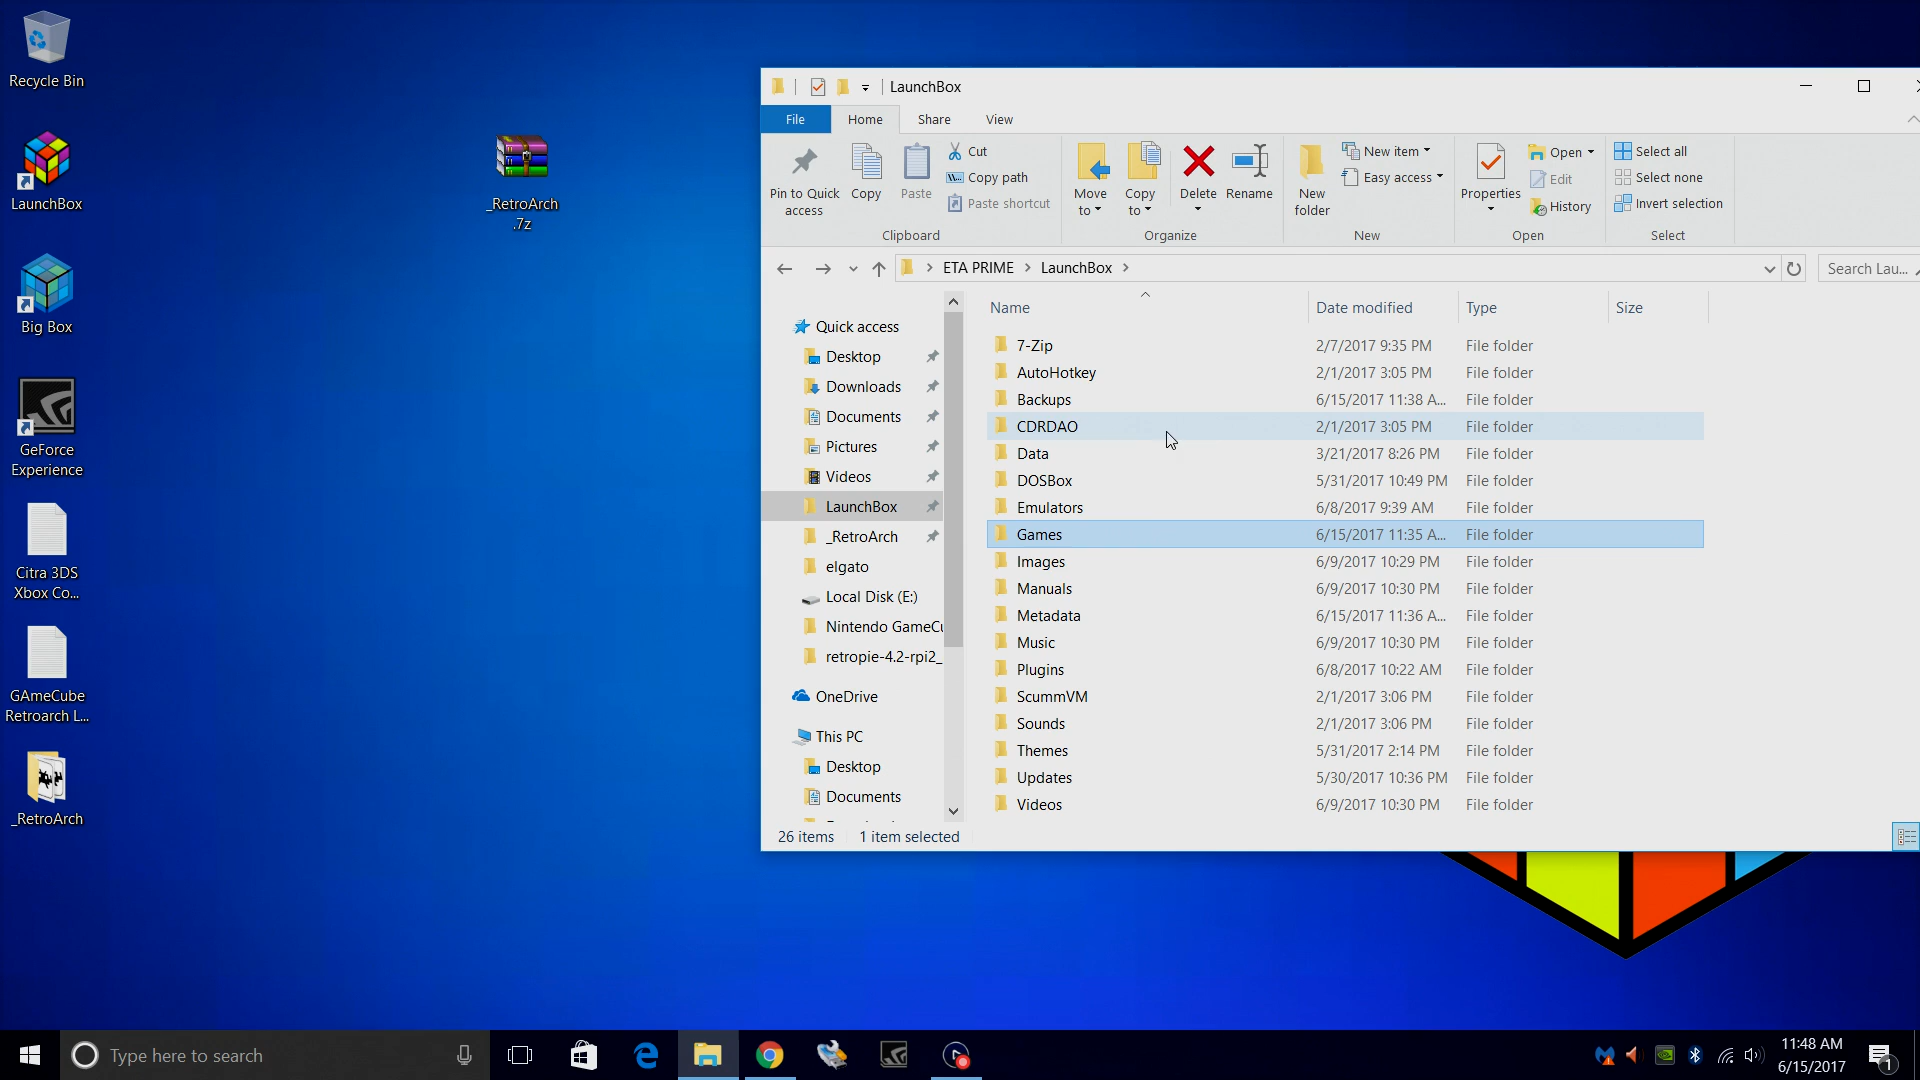 Recycle Bin
LaunchBox
Big Box
GeForce
Experience
Citra 3DS
Xbox Co...
GAmeCube
Retroarch L...
_RetroArch
_RetroArch
.7z
LaunchBox
File
Home
Share
View
Pin to Quick
access
Copy
Paste
Cut
Copy path
Paste shortcut
Clipboard
Move
to
Copy
to
Delete
Rename
Organize
New
folder
New item
Easy access
New
Properties
Open
Edit
History
Open
Select all
Select none
Invert selection
Select
ETA PRIME
LaunchBox
Search Lau...
Quick access
Desktop
Downloads
Documents
Pictures
Videos
LaunchBox
_RetroArch
elgato
Local Disk (E:)
Nintendo GameCu
retropie-4.2-rpi2_
OneDrive
This PC
Desktop
Documents
Name Date modified Type Size
7-Zip 2/7/2017 9:35 PM File folder
AutoHotkey 2/1/2017 3:05 PM File folder
Backups 6/15/2017 11:38 A... File folder
CDRDAO 2/1/2017 3:05 PM File folder
Data 3/21/2017 8:26 PM File folder
DOSBox 5/31/2017 10:49 PM File folder
Emulators 6/8/2017 9:39 AM File folder
Games 6/15/2017 11:35 A... File folder
Images 6/9/2017 10:29 PM File folder
Manuals 6/9/2017 10:30 PM File folder
Metadata 6/15/2017 11:36 A... File folder
Music 6/9/2017 10:30 PM File folder
Plugins 6/8/2017 10:22 AM File folder
ScummVM 2/1/2017 3:06 PM File folder
Sounds 2/1/2017 3:06 PM File folder
Themes 5/31/2017 2:14 PM File folder
Updates 5/30/2017 10:36 PM File folder
Videos 6/9/2017 10:30 PM File folder
26 items 1 item selected
Type here to search
11:48 AM
6/15/2017
1